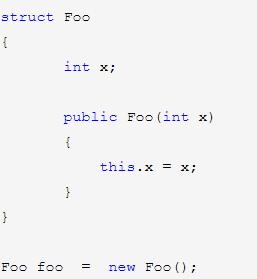 struct Foo
{
int x;
public Foo(int x)
{
this.x = x;
}
}
Foo foo = new Foo();